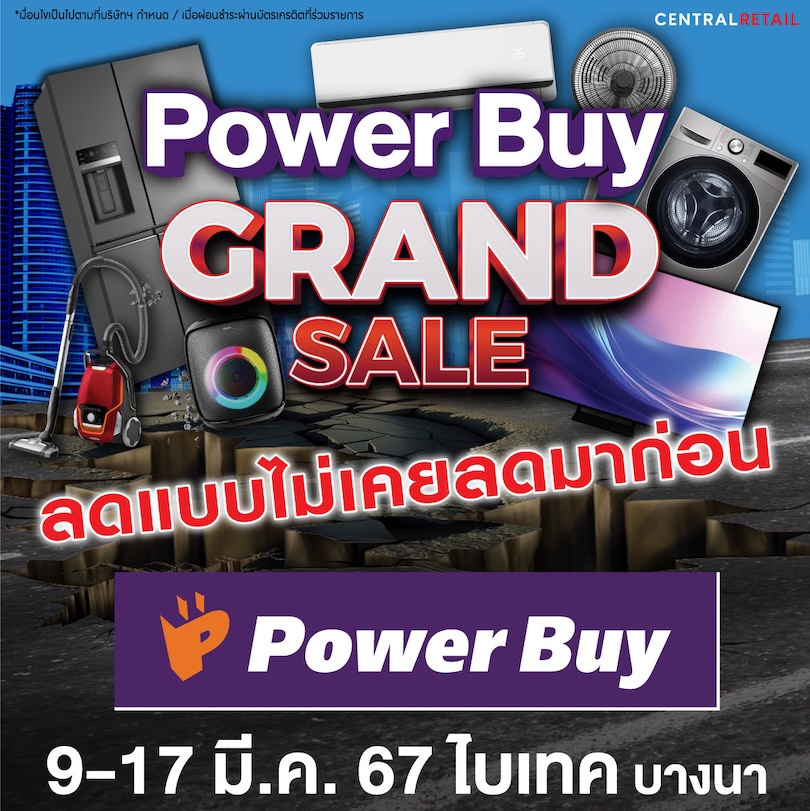 *เงื่อนไขเป็นไปตามที่บริษัทฯ กำหนด / เมื่อผ่อนชำระผ่านบัตรเครดิตที่ร่วมรายการ
CENTRALRETAIL
26
Power Buy
GRAND
SALE
ลดแบบไม่เคยลดมาก่อน
Power Buy
9-17 มี.ค. 67 ไบเทค บางนา